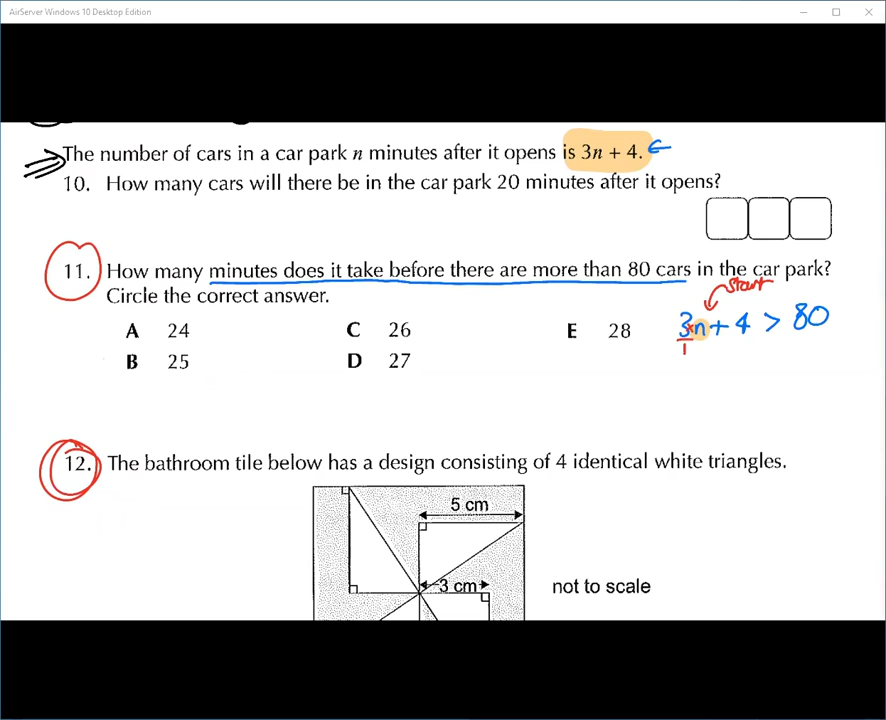 AirServer Windows 10 Desktop Edition
The number of cars in a car park n minutes after it opens is 3n + 4.
10. How many cars will there be in the car park 20 minutes after it opens?
11. How many minutes does it take before there are more than 80 cars in the car park?
start
Circle the correct answer.
3×n + 4 > 80
1
A 24 C 26 E 28
B 25 D 27
12. The bathroom tile below has a design consisting of 4 identical white triangles.
5 cm
3 cm
not to scale